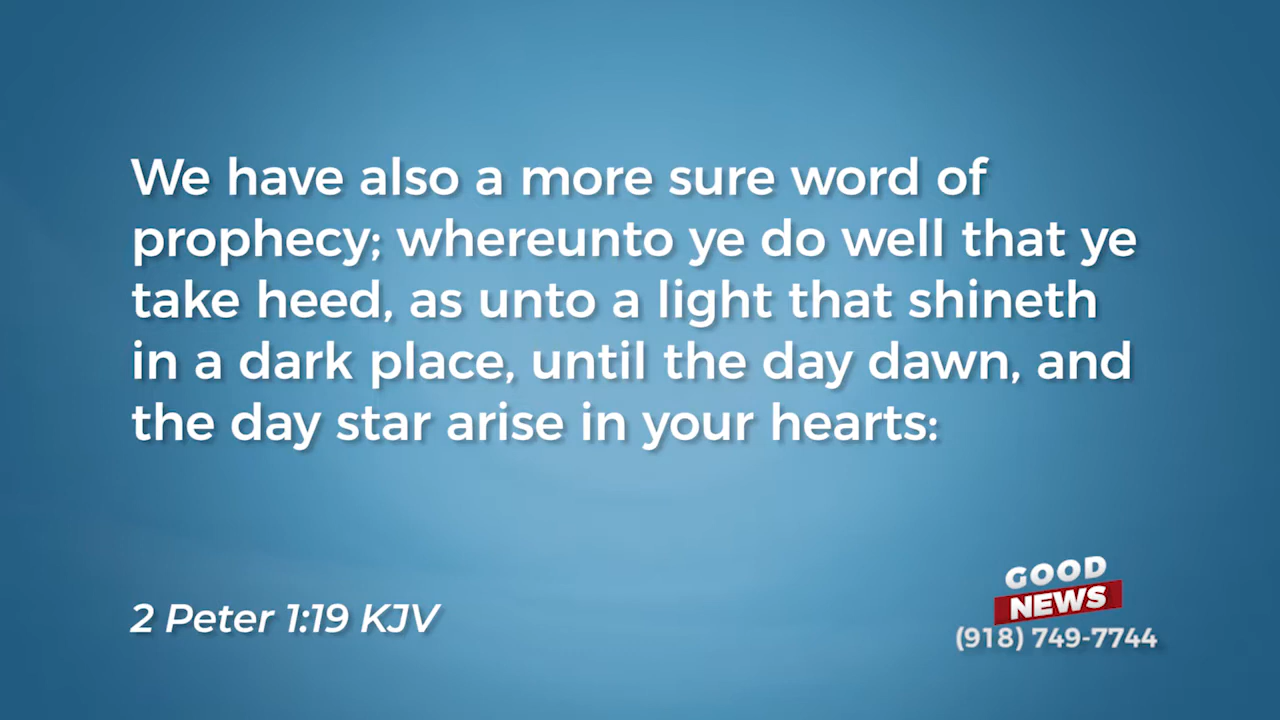 We have also a more sure word of
prophecy; whereunto ye do well that ye
take heed, as unto a light that shineth
in a dark place, until the day dawn, and
the day star arise in your hearts:
2 Peter 1:19 KJV
GOOD
NEWS
(918) 749-7744